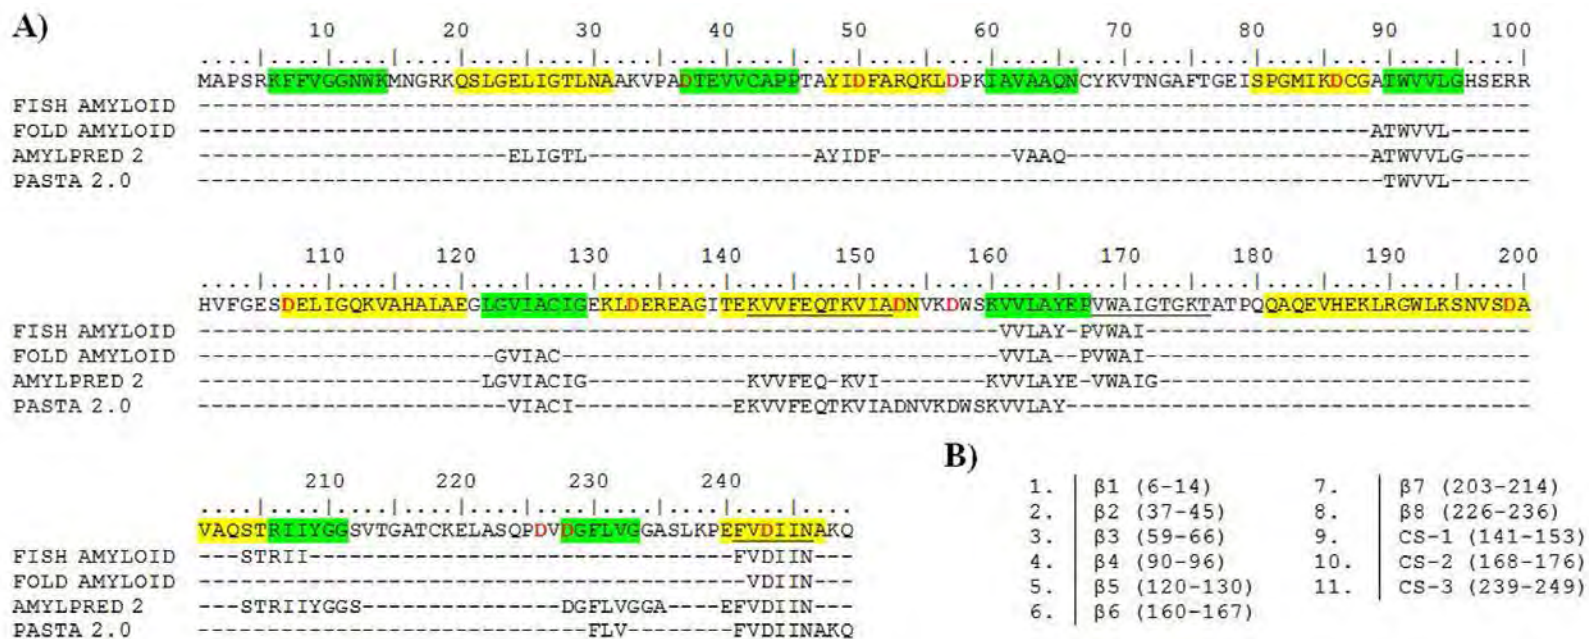 A)
10 20 30 40 50 60 70 80 90 100
MAPSRKFFVGGNWKMNGRKQSLGELIGTLNAAKVPADTEVVCAPPTAYIDFARQKLDPKIAVAAQNCYKVTNGAFTGEISPGMIKDCGATWVVLGHSERR
FISH AMYLOID ----------------------------------------------------------------------------------------------------
FOLD AMYLOID ----------------------------------------------------------------------------------------ATWVVL------
AMYLPRED 2 -----------------------ELIGTL-----------------AYIDF----------VAAQ-----------------------ATWVVLG-----
PASTA 2.0 -----------------------------------------------------------------------------------------TWVVL------
110 120 130 140 150 160 170 180 190 200
HVFGESDELIGQKVAHALAEGLGVIACIGEKLDEREAGITEKVVFEQTKVIADNVKDWSKVVLAYEPVWAIGTGKTATPQQAQEVHEKLRGWLKSNVSDA
FISH AMYLOID ------------------------------------------------------------VVLAY-PVWAI-----------------------------
FOLD AMYLOID ----------------------GVIAC---------------------------------VVLA-PVWAI-----------------------------
AMYLPRED 2 ---------------------LGVIACIG------------KVVFEQ-KVI--------KVVLAYE-VWAIG----------------------------
PASTA 2.0 -----------------------VIACI------------EKVVFEQTKVIADNVKDWSKVVLAY-----------------------------------
210 220 230 240
VAQSTRIIYGGSVTGATCKELASQPDVDGFLVGGASLKPEFVDIINAKQ
FISH AMYLOID ---STRII--------------------------------FVDIIN---
FOLD AMYLOID -----------------------------------------VDIIN---
AMYLPRED 2 ---STRIIYGGS---------------DGFLVGGA----EFVDIIN---
PASTA 2.0 -----------------------------FLV--------FVDIINAKQ
B)
1. β1 (6-14) 7. β7 (203-214)
2. β2 (37-45) 8. β8 (226-236)
3. β3 (59-66) 9. CS-1 (141-153)
4. β4 (90-96) 10. CS-2 (168-176)
5. β5 (120-130) 11. CS-3 (239-249)
6. β6 (160-167)